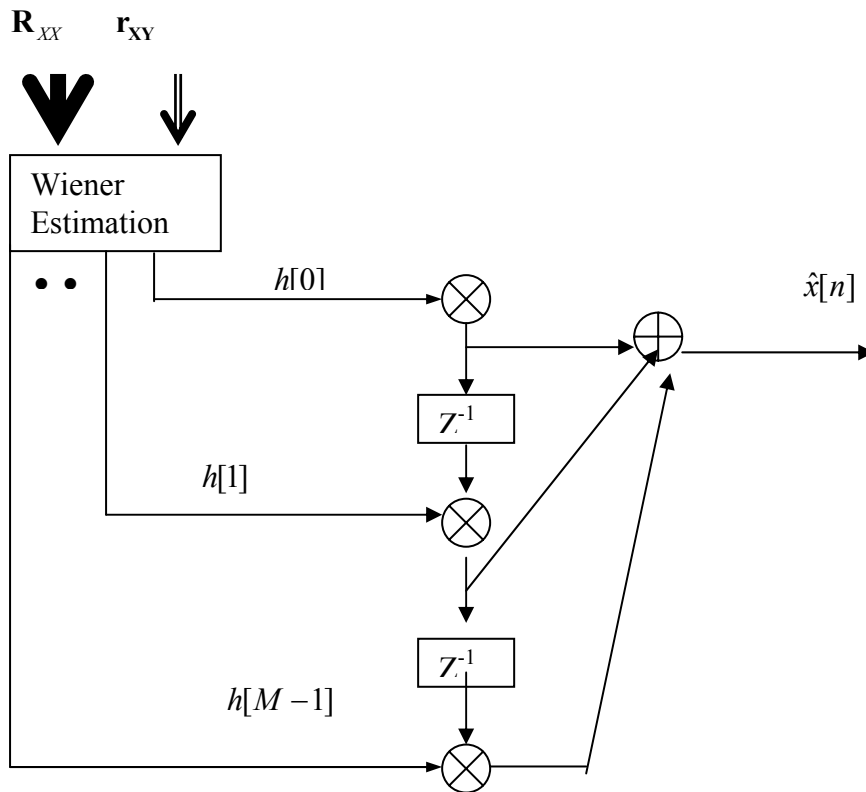 R_XX r_XY
Wiener
Estimation
• •
h[0]
x̂[n]
Z⁻¹
h[1]
Z⁻¹
h[M −1]